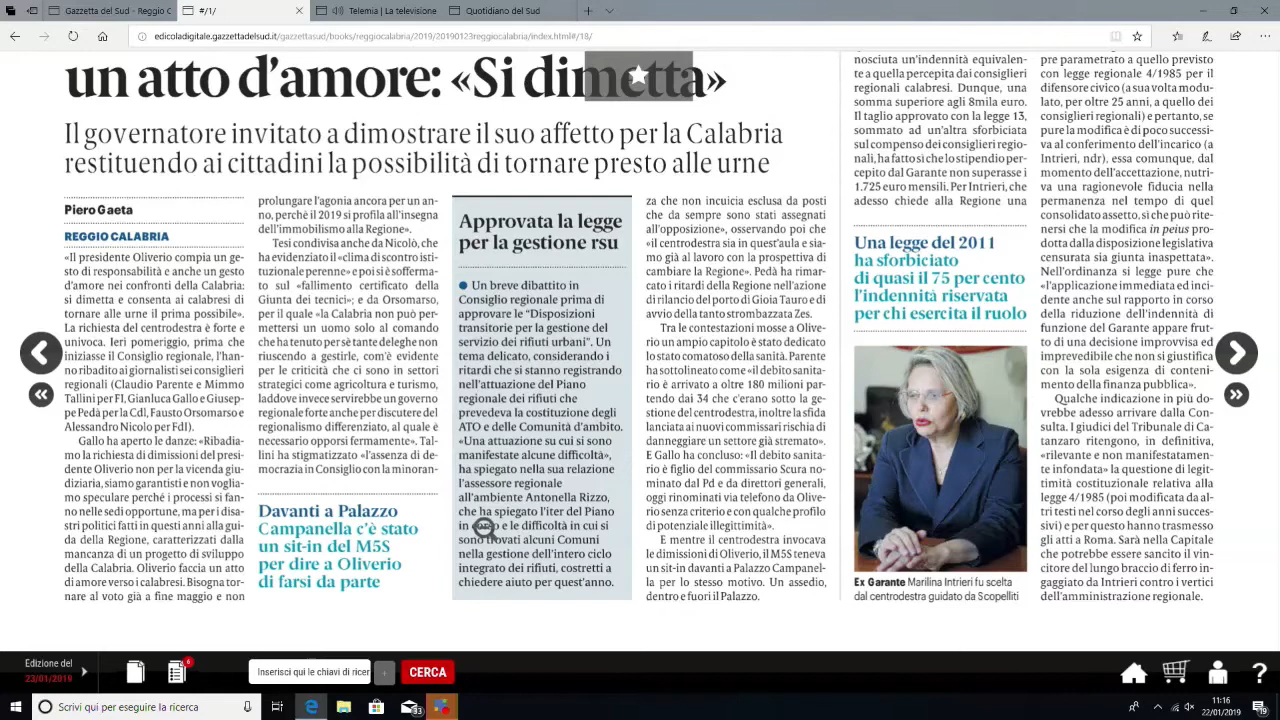 Gazzetta del Sud - Reggio C
#/1/
Telemia | La televisione
Gazzetta del Sud - Reg
#/1/
edicoladigitale.gazzettadelsud.it/gazzettasud/books/reggiocalabria/2019/20190123reggiocalabria/index.html#/18/
un atto d'amore: «Si dimetta»
Il governatore invitato a dimostrare il suo affetto per la Calabria
restituendo ai cittadini la possibilità di tornare presto alle urne
Piero Gaeta
REGGIO CALABRIA
«Il presidente Oliverio compia un ge-
sto di responsabilità e anche un gesto
d'amore nei confronti della Calabria:
si dimetta e consenta ai calabresi di
tornare alle urne il prima possibile».
La richiesta del centrodestra è forte e
univoca. Ieri pomeriggio, prima che
iniziasse il Consiglio regionale, l'han-
no ribadito ai giornalisti sei consiglieri
regionali (Claudio Parente e Mimmo
Tallini per FI, Gianluca Gallo e Giusep-
pe Pedà per la Cdl, Fausto Orsomarso e
Alessandro Nicolo per FdI).
Gallo ha aperto le danze: «Ribadia-
mo la richiesta di dimissioni del presi-
dente Oliverio non per la vicenda giu-
diziaria, siamo garantisti e non voglia-
mo speculare perché i processi si fan-
no nelle sedi opportune, ma per i disa-
stri politici fatti in questi anni alla gui-
da della Regione, caratterizzati dalla
mancanza di un progetto di sviluppo
della Calabria. Oliverio faccia un atto
di amore verso i calabresi. Bisogna tor-
nare al voto già a fine maggio e non
prolungare l'agonia ancora per un an-
no, perchè il 2019 si profila all'insegna
dell'immobilismo alla Regione».
Tesi condivisa anche da Nicolò, che
ha evidenziato il «clima di scontro isti-
tuzionale perenne» e poi si è sofferma-
to sul «fallimento certificato della
Giunta dei tecnici»; e da Orsomarso,
per il quale «la Calabria non può per-
mettersi un uomo solo al comando
che ha tenuto per sè tante deleghe non
riuscendo a gestirle, com'è evidente
per le criticità che ci sono in settori
strategici come agricoltura e turismo,
laddove invece servirebbe un governo
regionale forte anche per discutere del
regionalismo differenziato, al quale è
necessario opporsi fermamente». Tal-
lini ha stigmatizzato «l'assenza di de-
mocrazia in Consiglio con la minoran-
Davanti a Palazzo
Campanella c'è stato
un sit-in del M5S
per dire a Oliverio
di farsi da parte
Approvata la legge
per la gestione rsu
● Un breve dibattito in
Consiglio regionale prima di
approvare le "Disposizioni
transitorie per la gestione del
servizio dei rifiuti urbani". Un
tema delicato, considerando i
ritardi che si stanno registrando
nell'attuazione del Piano
regionale dei rifiuti che
prevedeva la costituzione degli
ATO e delle Comunità d'ambito.
«Una attuazione su cui si sono
manifestate alcune difficoltà»,
ha spiegato nella sua relazione
l'assessore regionale
all'ambiente Antonella Rizzo,
che ha spiegato l'iter del Piano
in e le difficoltà in cui si
sono trovati alcuni Comuni
nella gestione dell'intero ciclo
integrato dei rifiuti, costretti a
chiedere aiuto per quest'anno.
za che non incuicia esclusa da posti
che da sempre sono stati assegnati
all'opposizione», osservando poi che
«il centrodestra sia in quest'aula e sia-
mo già al lavoro con la prospettiva di
cambiare la Regione». Pedà ha rimar-
cato i ritardi della Regione nell'azione
di rilancio del porto di Gioia Tauro e di
avvio della tanto strombazzata Zes.
Tra le contestazioni mosse a Olive-
rio un ampio capitolo è stato dedicato
lo stato comatoso della sanità. Parente
ha sottolineato come «il debito sanita-
rio è arrivato a oltre 180 milioni par-
tendo dai 34 che c'erano sotto la ge-
stione del centrodestra, inoltre la sfida
lanciata ai nuovi commissari rischia di
danneggiare un settore già stremato».
E Gallo ha concluso: «Il debito sanita-
rio è figlio del commissario Scura no-
minato dal Pd e da direttori generali,
oggi rinominati via telefono da Olive-
rio senza criterio e con qualche profilo
di potenziale illegittimità».
E mentre il centrodestra invocava
le dimissioni di Oliverio, il M5S teneva
un sit-in davanti a Palazzo Campanel-
la per lo stesso motivo. Un assedio,
dentro e fuori il Palazzo.
nosciuta un'indennità equivalen-
te a quella percepita dai consiglieri
regionali calabresi. Dunque, una
somma superiore agli 8mila euro.
Il taglio approvato con la legge 13,
sommato ad un'altra sforbiciata
sul compenso dei consiglieri regio-
nali, ha fatto sì che lo stipendio per-
cepito dal Garante non superasse i
1.725 euro mensili. Per Intrieri, che
adesso chiede alla Regione una
Una legge del 2011
ha sforbiciato
di quasi il 75 per cento
l'indennità riservata
per chi esercita il ruolo
Ex Garante Marilina Intrieri fu scelta
dal centrodestra guidato da Scopelliti
pre parametrato a quello previsto
con legge regionale 4/1985 per il
difensore civico (a sua volta modu-
lato, per oltre 25 anni, a quello dei
consiglieri regionali) e pertanto, se
pure la modifica è di poco successi-
va al conferimento dell'incarico (a
Intrieri, ndr), essa comunque, dal
momento dell'accettazione, nutri-
va una ragionevole fiducia nella
permanenza nel tempo di quel
consolidato assetto, sì che può rite-
nersi che la modifica in peius pro-
dotta dalla disposizione legislativa
censurata sia giunta inaspettata».
Nell'ordinanza si legge pure che
«l'applicazione immediata ed inci-
dente anche sul rapporto in corso
della riduzione dell'indennità di
funzione del Garante appare frut-
to di una decisione improvvisa ed
imprevedibile che non si giustifica
con la sola esigenza di conteni-
mento della finanza pubblica».
Qualche indicazione in più do-
vrebbe adesso arrivare dalla Con-
sulta. I giudici del Tribunale di Ca-
tanzaro ritengono, in definitiva,
«rilevante e non manifestatamen-
te infondata» la questione di legit-
timità costituzionale relativa alla
legge 4/1985 (poi modificata da al-
tri testi nel corso degli anni succes-
sivi) e per questo hanno trasmesso
gli atti a Roma. Sarà nella Capitale
che potrebbe essere sancito il vin-
citore del lungo braccio di ferro in-
gaggiato da Intrieri contro i vertici
dell'amministrazione regionale.
Edizione del
23/01/2019
6
Inserisci qui le chiavi di ricer
+
CERCA
?
Scrivi qui per eseguire la ricerca
33
11:16
22/01/2019
19